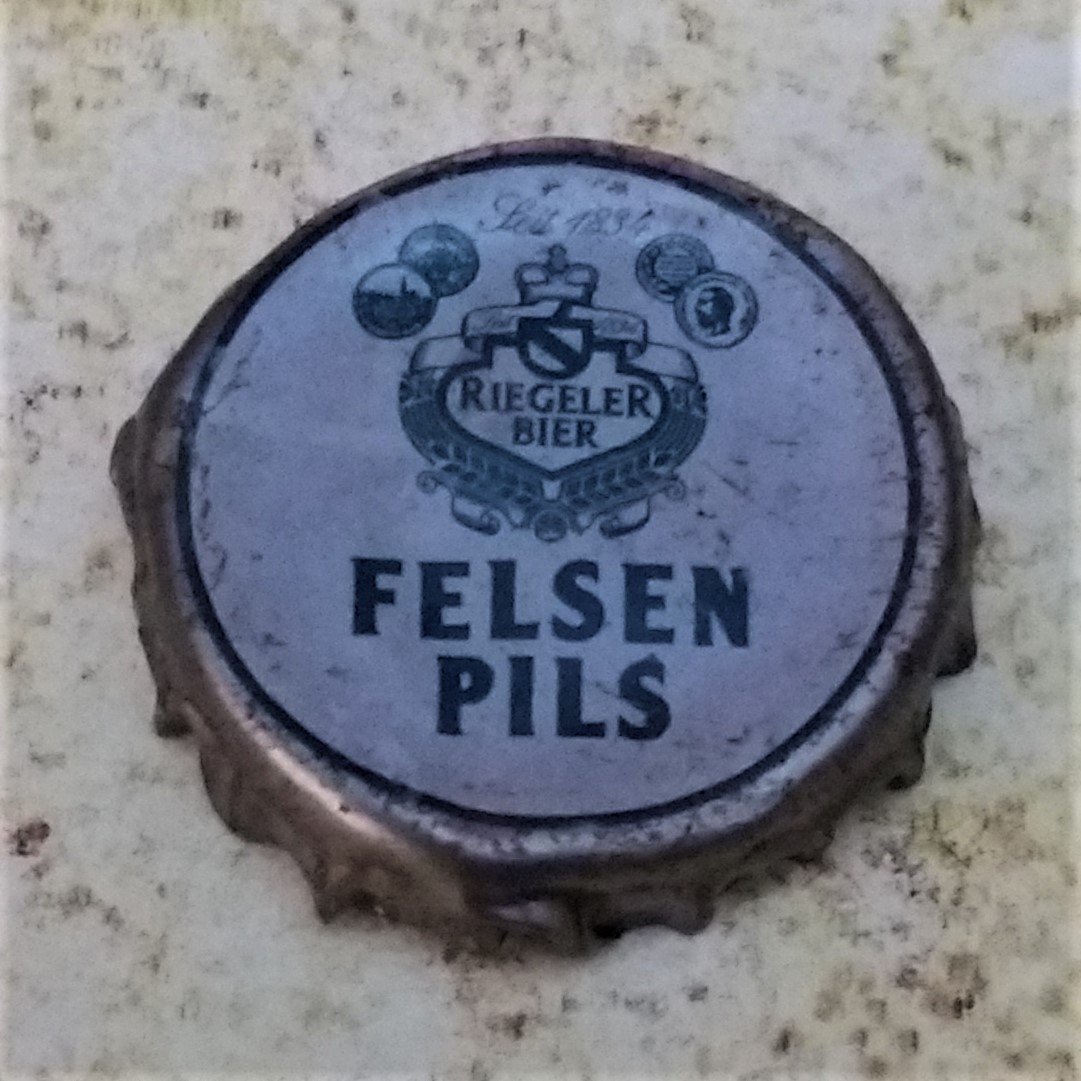 Seit 1834
RIEGELER
BIER
FELSEN
PILS